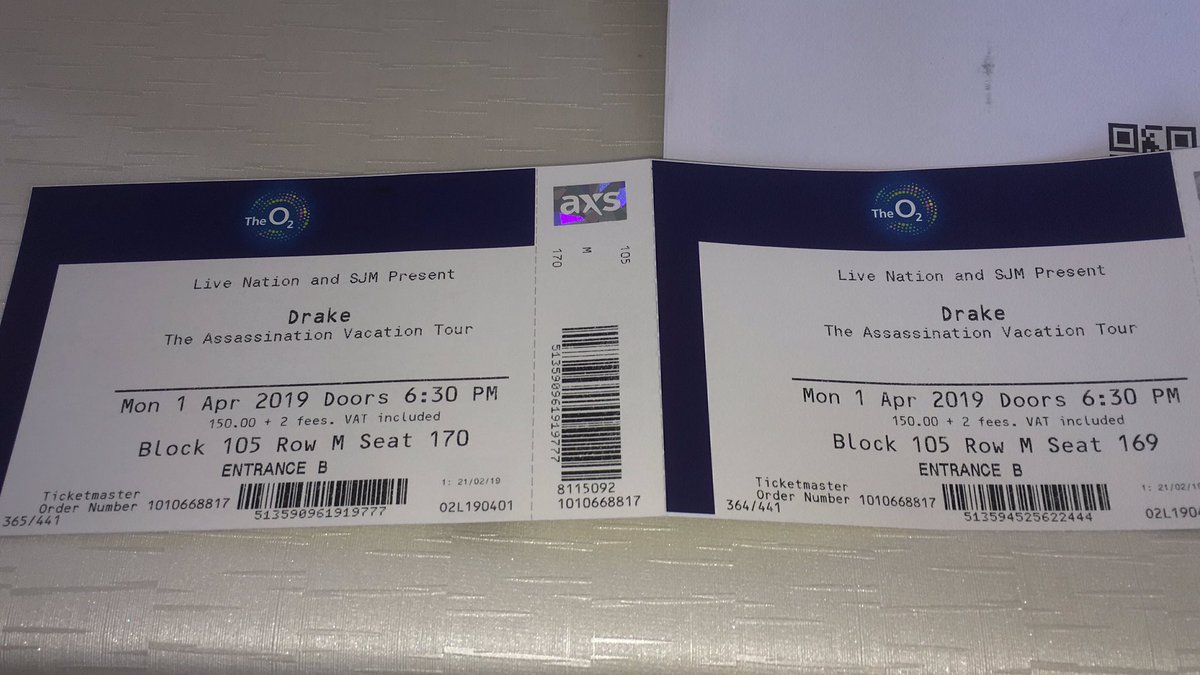 The O2
Live Nation and SJM Present
Drake
The Assassination Vacation Tour
Mon 1 Apr 2019 Doors 6:30 PM
150.00 + 2 fees. VAT included
Block 105 Row M Seat 170
ENTRANCE B
1: 21/02/19
Ticketmaster
Order Number 1010668817
513590961919777
02L190401
365/441
axs
170 M 105
513590961919777
8115092
1010668817
The O2
Live Nation and SJM Present
Drake
The Assassination Vacation Tour
Mon 1 Apr 2019 Doors 6:30 PM
150.00 + 2 fees. VAT included
Block 105 Row M Seat 169
ENTRANCE B
1: 21/02/1
Ticketmaster
Order Number 1010668817
513594525622444
02L1904
364/441